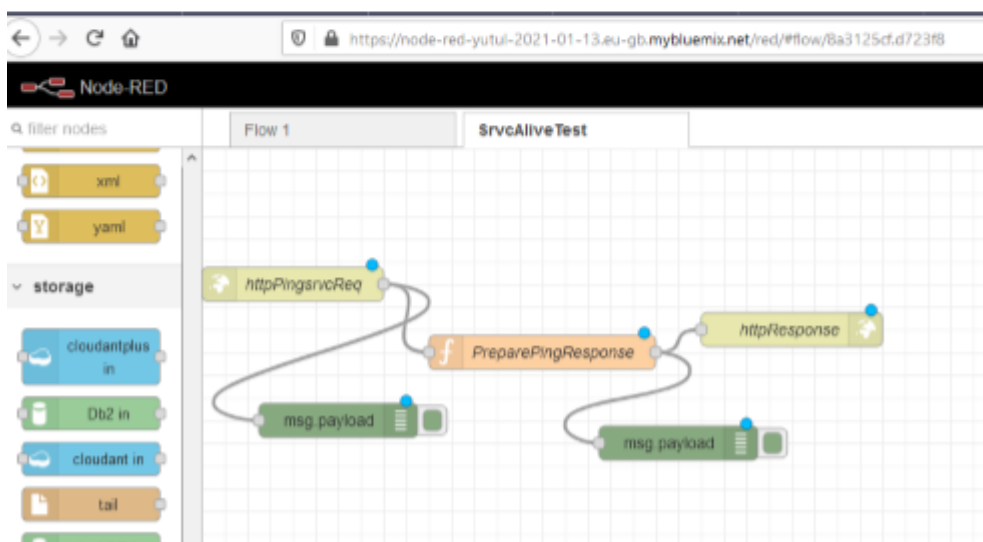 https://node-red-yutul-2021-01-13.eu-gb.mybluemix.net/red/#flow/8a3125cf.d723f8
Node-RED
filter nodes
Flow 1
SrvcAliveTest
xml
yaml
storage
cloudantplus
in
Db2 in
cloudant in
tail
httpPingsrvcReq
PreparePingResponse
httpResponse
msg.payload
msg.payload